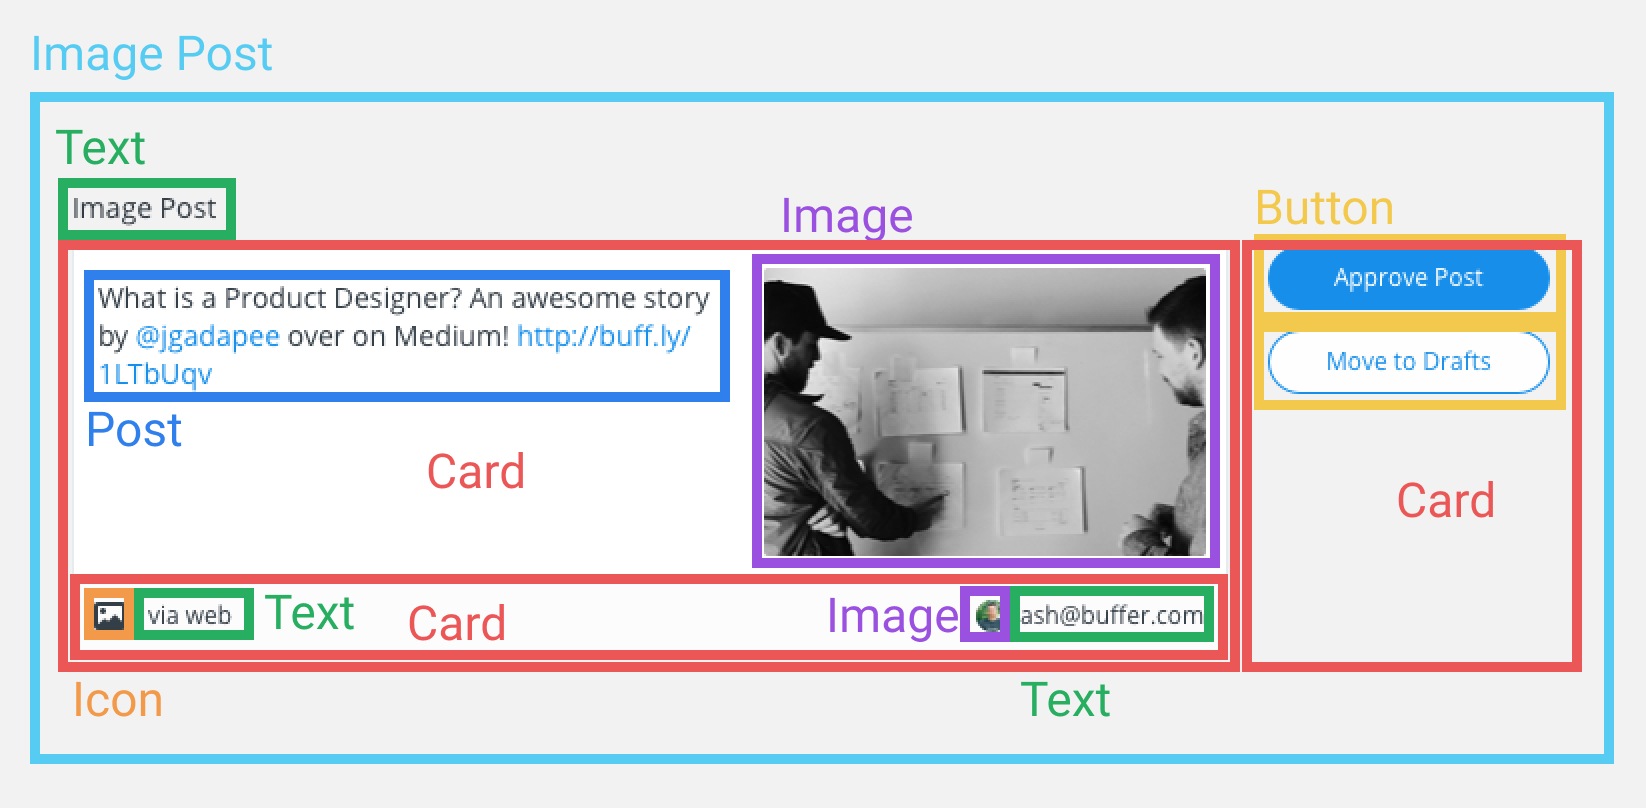 Image Post
Text
Image Post
Image
Button
What is a Product Designer? An awesome story
by @jgadapee over on Medium! http://buff.ly/
1LTbUqv
Post
Card
Approve Post
Move to Drafts
Card
via web
Text
Card
Image
ash@buffer.com
Icon
Text